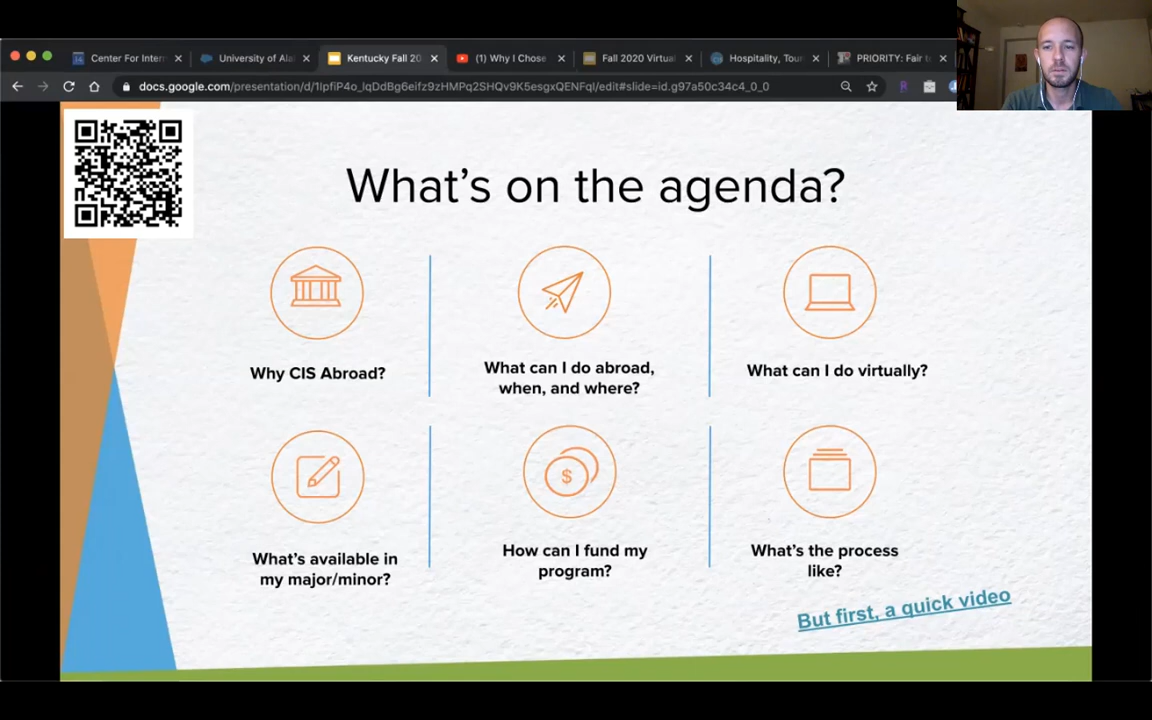 Center For Intern
University of Ala
Kentucky Fall 20
(1) Why I Chose
Fall 2020 Virtua
Hospitality, Tour
PRIORITY: Fair
docs.google.com/presentation/d/1IpfiP4o_IqDdBg6eifz9zHMPq2SHQv9K5esgxQENFqI/edit#slide=id.g97a50c34c4_0_0
What's on the agenda?
Why CIS Abroad?
What can I do abroad,
when, and where?
What can I do virtually?
What's available in
my major/minor?
$
How can I fund my
program?
What's the process
like?
But first, a quick video